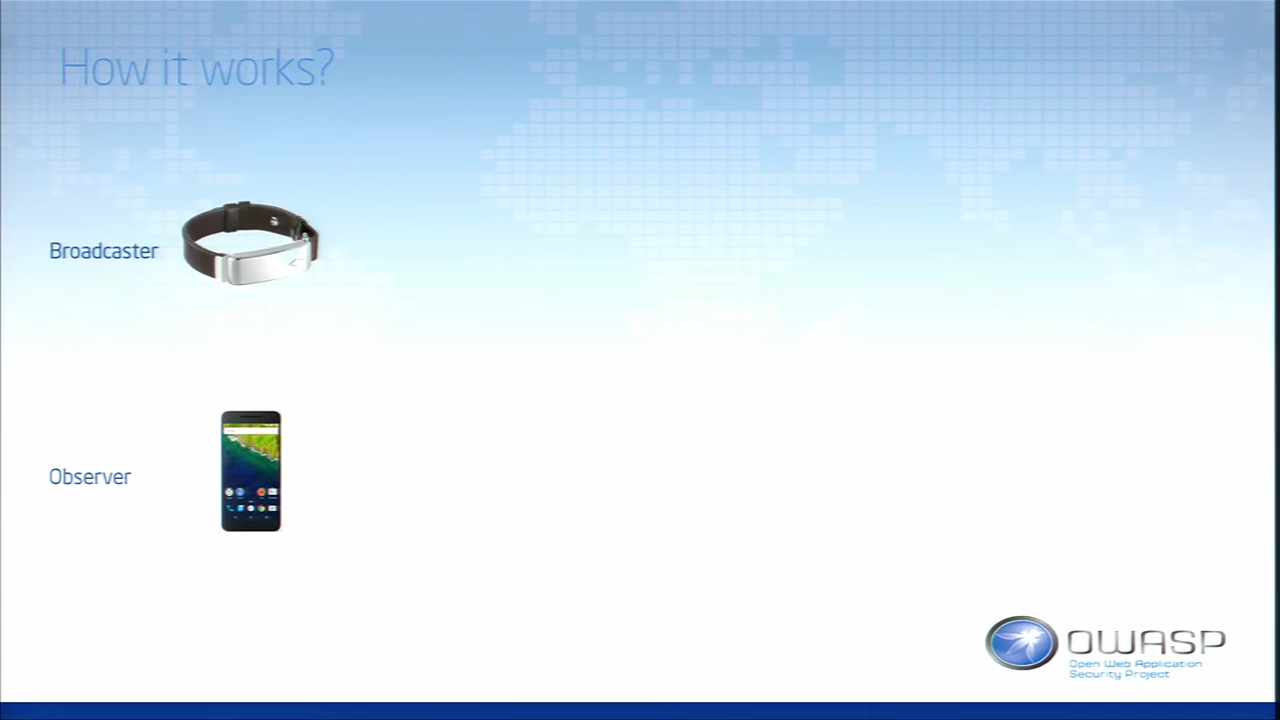 How it works?
Broadcaster
Observer
OWASP
Open Web Application
Security Project